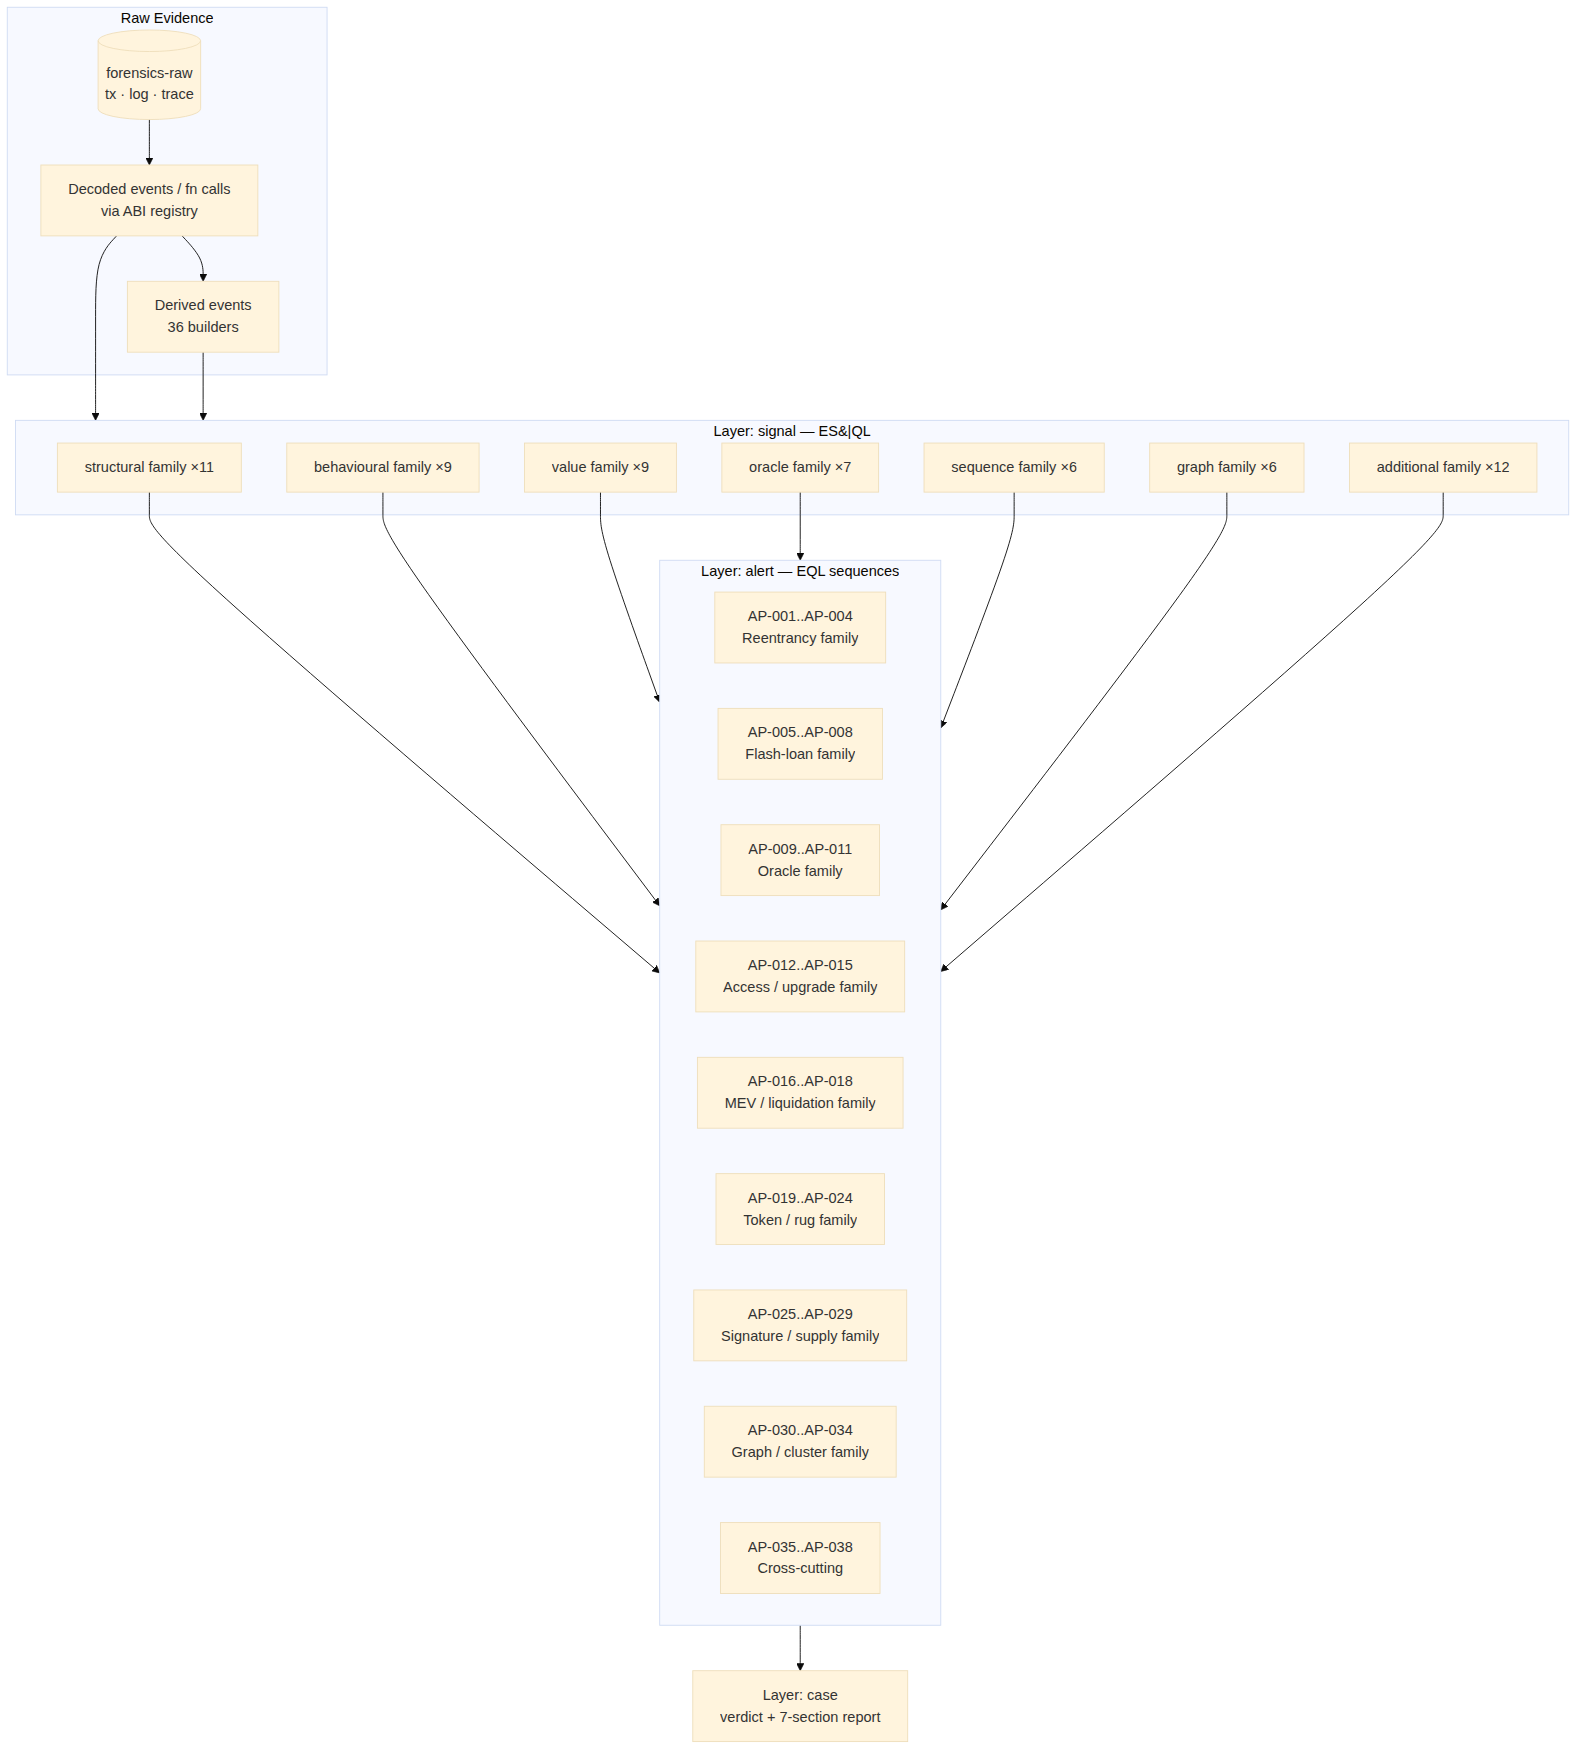 Raw Evidence
forensics-raw
tx · log · trace
Decoded events / fn calls
via ABI registry
Derived events
36 builders
Layer: signal — ES&|QL
structural family ×11
behavioural family ×9
value family ×9
oracle family ×7
sequence family ×6
graph family ×6
additional family ×12
Layer: alert — EQL sequences
AP-001..AP-004
Reentrancy family
AP-005..AP-008
Flash-loan family
AP-009..AP-011
Oracle family
AP-012..AP-015
Access / upgrade family
AP-016..AP-018
MEV / liquidation family
AP-019..AP-024
Token / rug family
AP-025..AP-029
Signature / supply family
AP-030..AP-034
Graph / cluster family
AP-035..AP-038
Cross-cutting
Layer: case
verdict + 7-section report